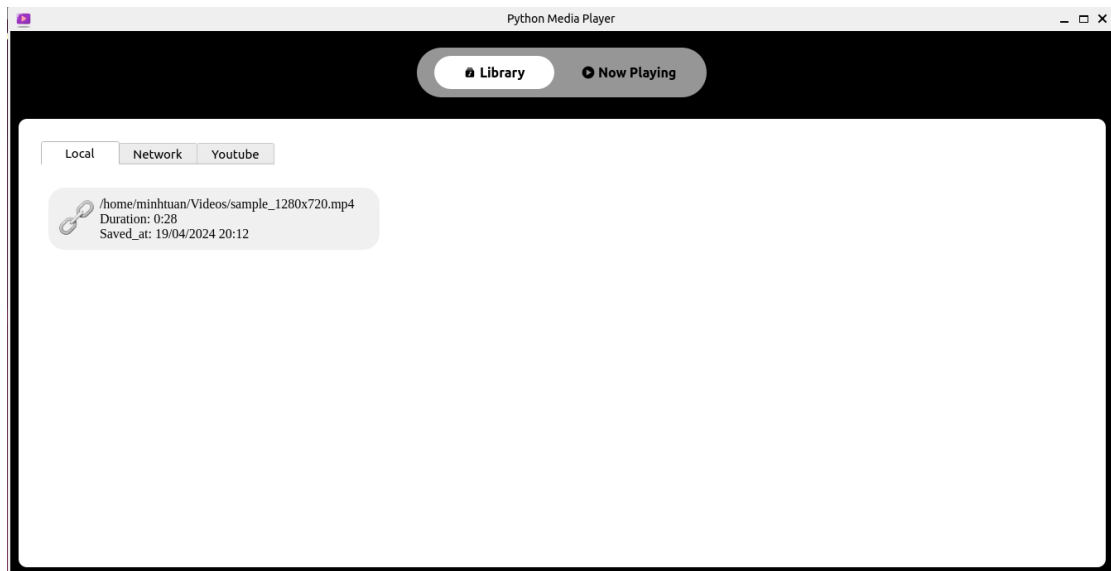 Python Media Player
Library Now Playing
Local Network Youtube
/home/minhtuan/Videos/sample_1280x720.mp4
Duration: 0:28
Saved_at: 19/04/2024 20:12